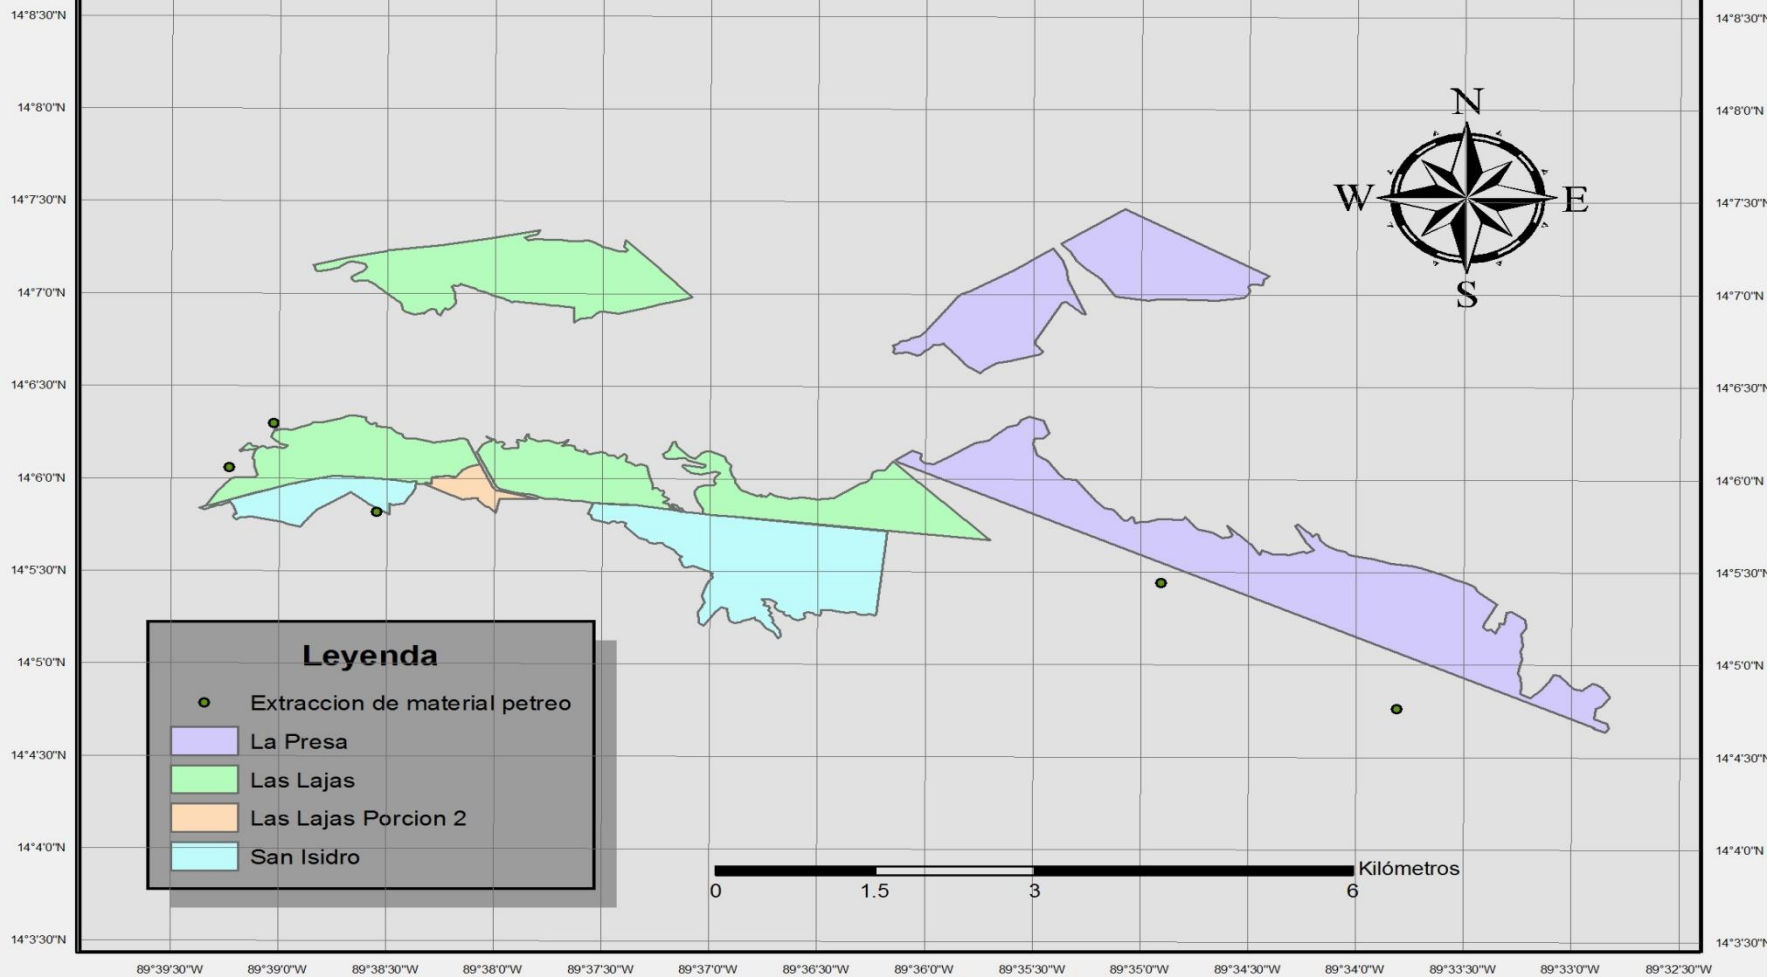 14°8'30"N 14°8'30"N
N
14°8'0"N 14°8'0"N
W E
14°7'30"N 14°7'30"N
S
14°7'0"N 14°7'0"N
14°6'30"N 14°6'30"N
14°6'0"N 14°6'0"N
14°5'30"N 14°5'30"N
Leyenda
14°5'0"N 14°5'0"N
Extraccion de material petreo
La Presa
14°4'30"N 14°4'30"N
Las Lajas
Las Lajas Porcion 2
14°4'0"N 14°4'0"N
San Isidro
Kilómetros
0 1.5 3 6
14°3'30"N 14°3'30"N
89°39'30"W 89°39'0"W 89°38'30"W 89°38'0"W 89°37'30"W 89°37'0"W 89°36'30"W 89°36'0"W 89°35'30"W 89°35'0"W 89°34'30"W 89°34'0"W 89°33'30"W 89°33'0"W 89°32'30"W